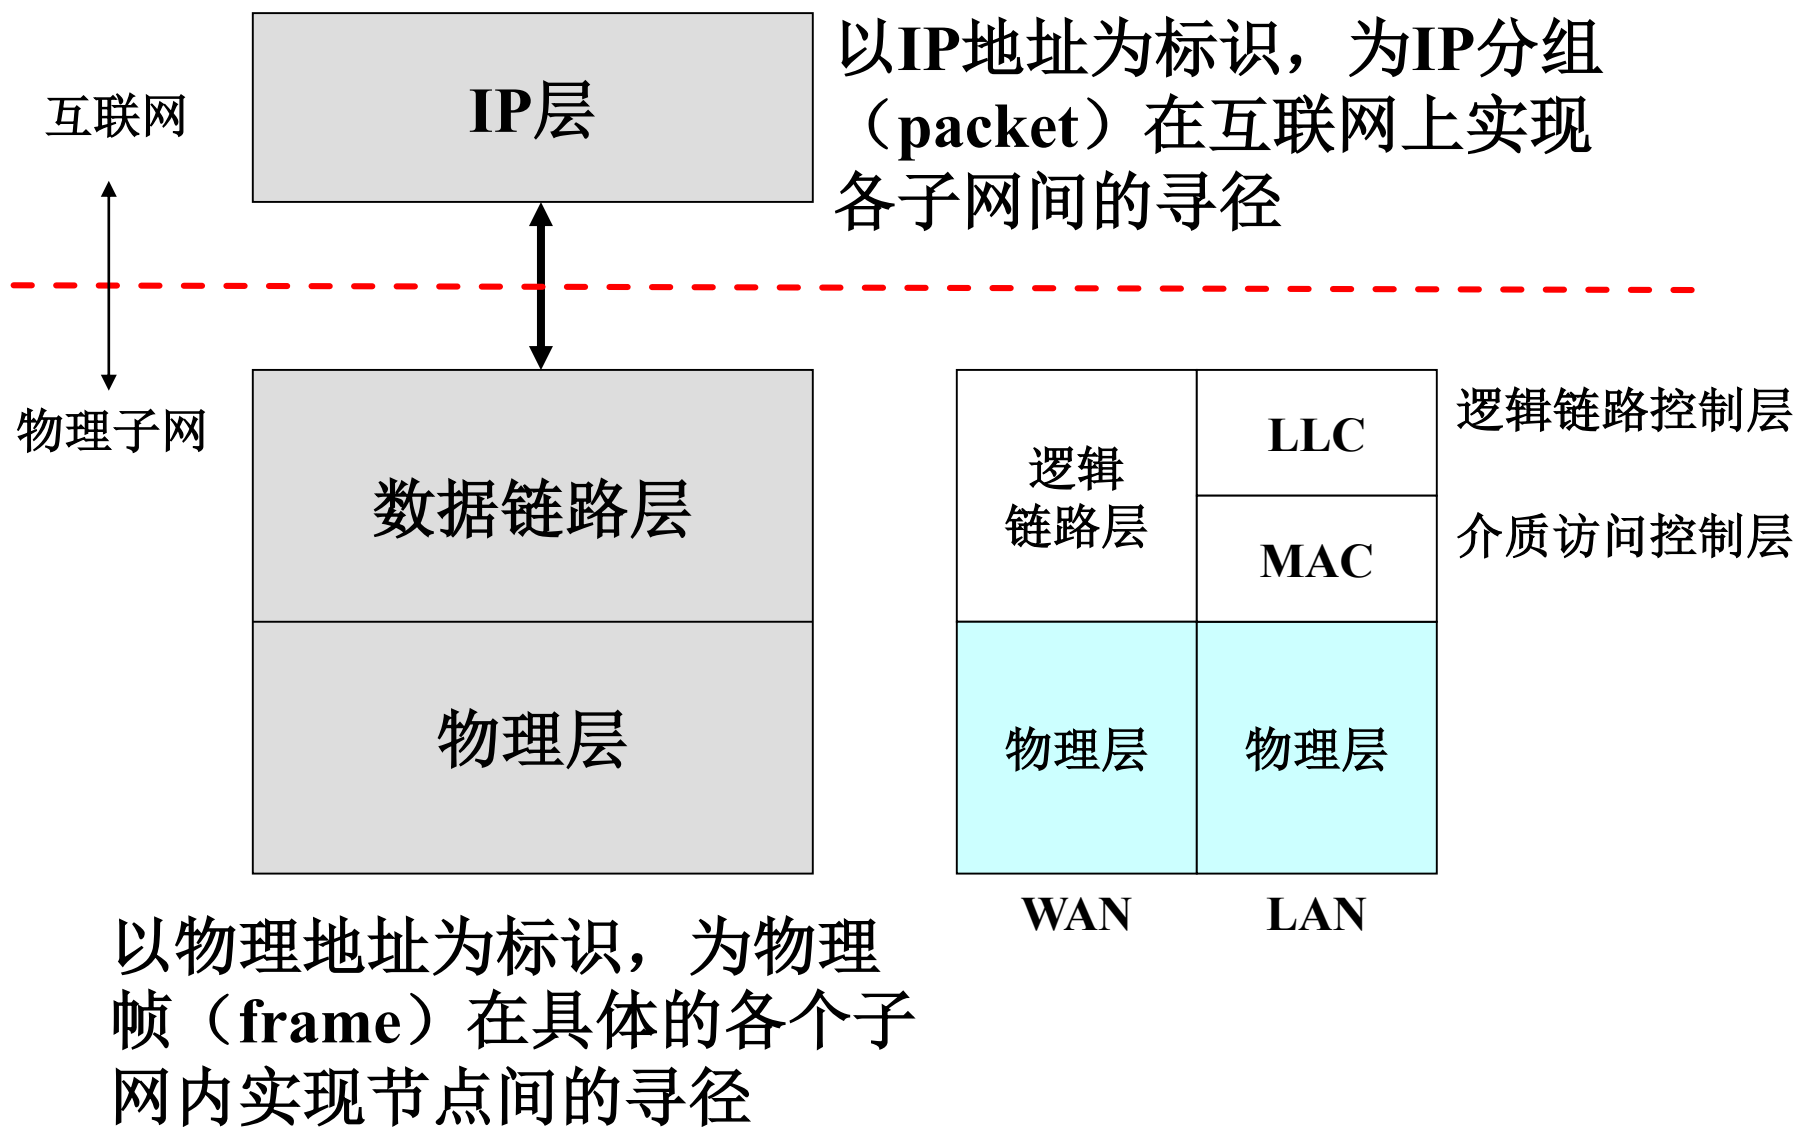 以IP地址为标识，为IP分组
（packet）在互联网上实现
各子网间的寻径
IP层
互联网
物理子网
数据链路层
物理层
逻辑
链路层
LLC
MAC
逻辑链路控制层
介质访问控制层
物理层
物理层
WAN
LAN
以物理地址为标识，为物理
帧（frame）在具体的各个子
网内实现节点间的寻径